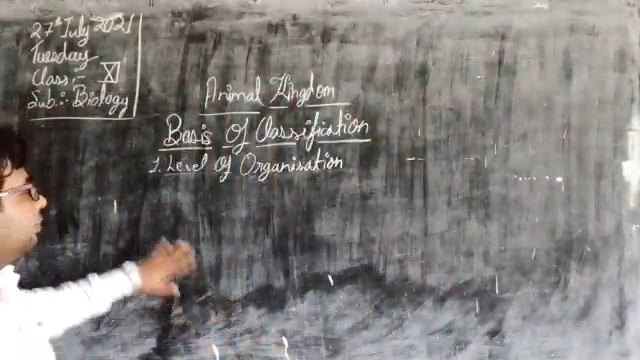 27th July 2021
Tuesday
Class:- XI
Sub.:- Biology
Animal Kingdom
Basis Of Classification
1. Level Of Organisation